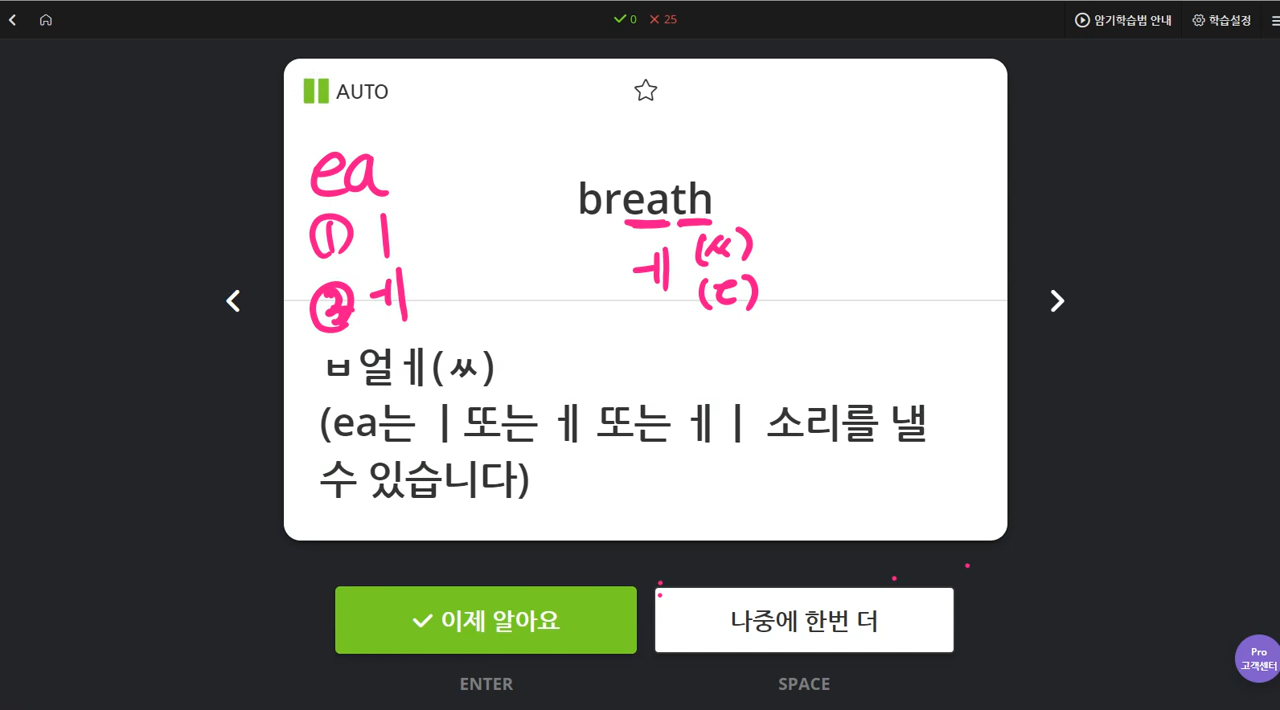 0 25 암기학습법 안내 학습설정
AUTO
ea
breath
① ㅣ
ㅔ (ㅆ)
② ㅔ (t)
ㅂ얼ㅔ(ㅆ)
(ea는 ㅣ또는 ㅔ 또는 ㅔㅣ 소리를 낼
수 있습니다)
이제 알아요 나중에 한번 더
ENTER SPACE
Pro
고객센터